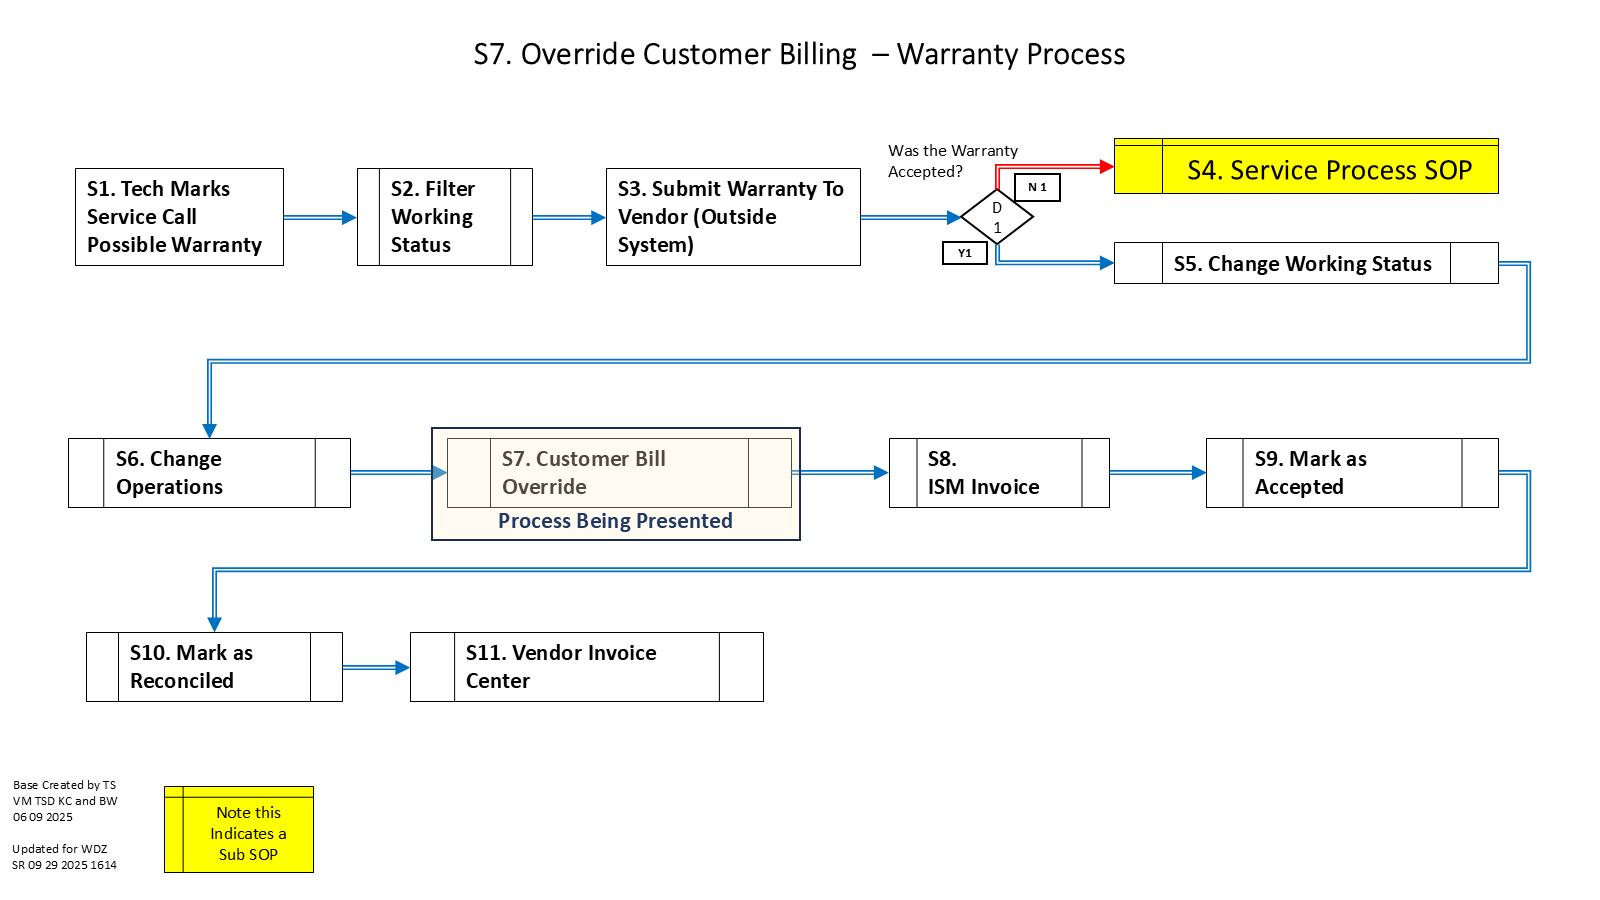 S7. Override Customer Billing – Warranty Process
Was the Warranty
Accepted?
S1. Tech Marks
Service Call
Possible Warranty
S2. Filter
Working
Status
S3. Submit Warranty To
Vendor (Outside
System)
D
1
N 1
Y1
S4. Service Process SOP
S5. Change Working Status
S6. Change
Operations
S7. Customer Bill
Override
Process Being Presented
S8.
ISM Invoice
S9. Mark as
Accepted
S10. Mark as
Reconciled
S11. Vendor Invoice
Center
Base Created by TS
VM TSD KC and BW
06 09 2025
Updated for WDZ
SR 09 29 2025 1614
Note this
Indicates a
Sub SOP